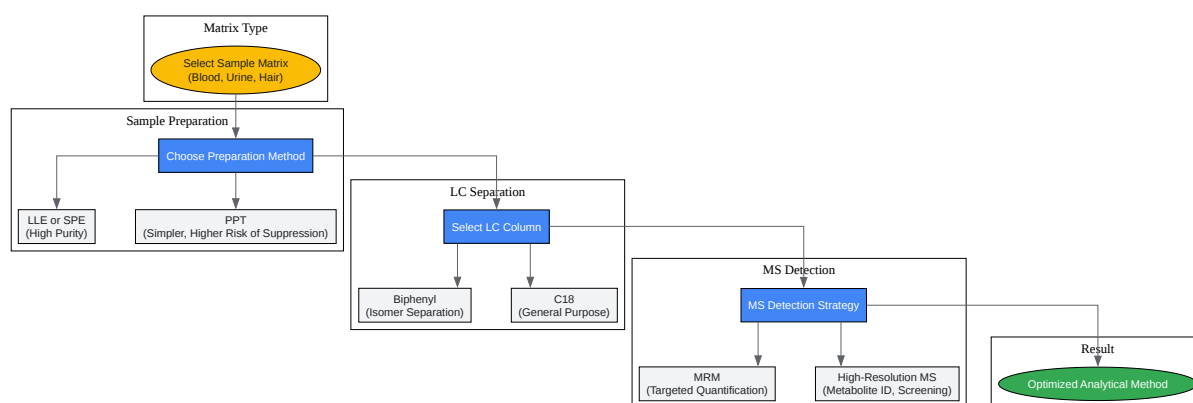 Matrix Type
Select Sample Matrix
(Blood, Urine, Hair)
Sample Preparation
Choose Preparation Method
LLE or SPE
(High Purity)
PPT
(Simpler, Higher Risk of Suppression)
LC Separation
Select LC Column
Biphenyl
(Isomer Separation)
C18
(General Purpose)
MS Detection
MS Detection Strategy
MRM
(Targeted Quantification)
High-Resolution MS
(Metabolite ID, Screening)
Result
Optimized Analytical Method